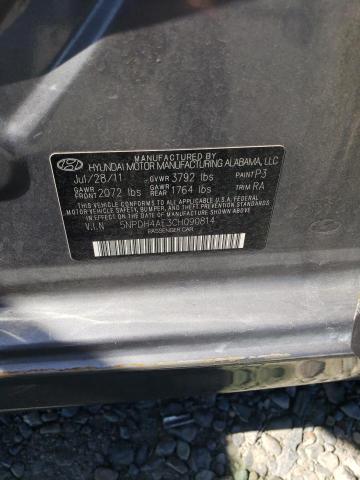 MANUFACTURED BY
HYUNDAI MOTOR MANUFACTURING ALABAMA, LLC
Jul/28/11 GVWR 3792 lbs PAINT P3
GAWR FRONT 2072 lbs GAWR REAR 1764 lbs TRIM RA
THIS VEHICLE CONFORMS TO ALL APPLICABLE U.S. FEDERAL
MOTOR VEHICLE SAFETY, BUMPER, AND THEFT PREVENTION
STANDARDS IN EFFECT ON THE DATE OF MANUFACTURE SHOWN ABOVE.
V.I.N 5NPDH4AE3CH090814
PASSENGER CAR